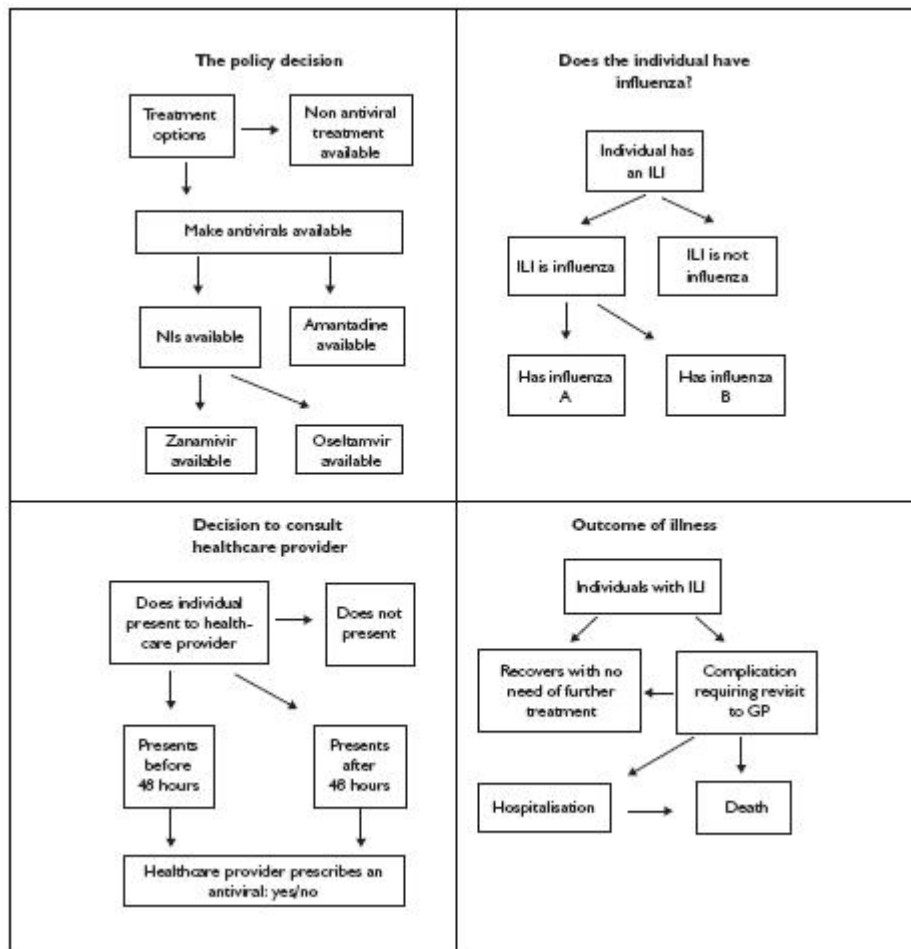 The policy decision
Treatment
options
Non antiviral
treatment
available
Make antivirals available
NIs available
Amantadine
available
Zanamivir
available
Oseltamvir
available
Does the individual have
influenza?
Individual has
an ILI
ILI is influenza
ILI is not
influenza
Has influenza
A
Has influenza
B
Decision to consult
healthcare provider
Does individual
present to health-
care provider
Does not
present
Presents
before
48 hours
Presents
after
48 hours
Healthcare provider prescribes an
antiviral: yes/no
Outcome of illness
Individuals with ILI
Recovers with no
need of further
treatment
Complication
requiring revisit
to GP
Hospitalisation
Death